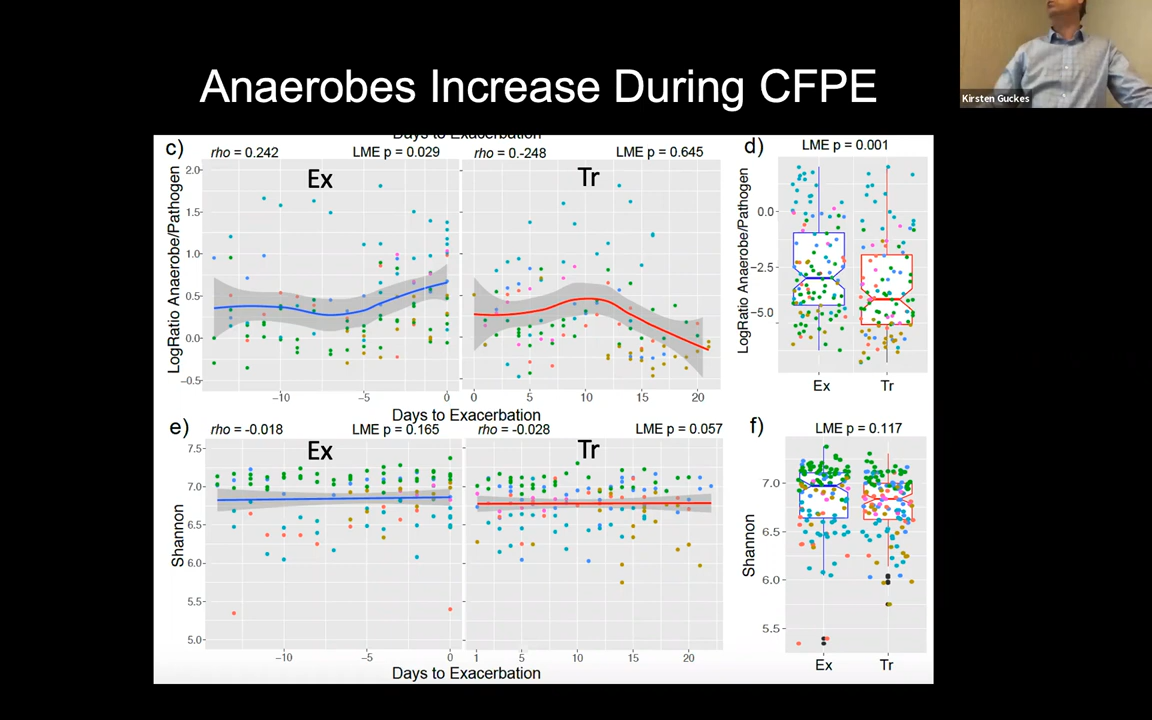 Kirsten Guckes
Anaerobes Increase During CFPE
Days to Exacerbation
c)
rho = 0.242
LME p = 0.029
rho = 0.-248
LME p = 0.645
Ex
Tr
LogRatio Anaerobe/Pathogen
2.0
1.5
1.0
0.5
0.0
−0.5
−10
−5
0
0
5
10
15
20
Days to Exacerbation
d)
LME p = 0.001
LogRatio Anaerobe/Pathogen
0.0
−2.5
−5.0
Ex
Tr
e)
rho = -0.018
LME p = 0.165
rho = -0.028
LME p = 0.057
Ex
Tr
Shannon
7.5
7.0
6.5
6.0
5.5
5.0
−10
−5
0
1
5
10
15
20
Days to Exacerbation
f)
LME p = 0.117
Shannon
7.0
6.5
6.0
5.5
Ex
Tr